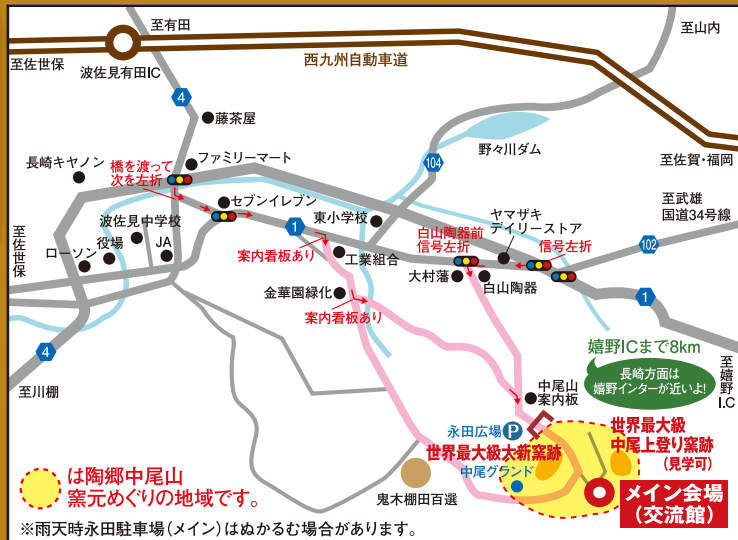 至有田
至山内
至佐世保
波佐見有田IC
西九州自動車道
4
藤茶屋
野々川ダム
104
至佐賀・福岡
長崎キヤノン
橋を渡って
次を左折
ファミリーマート
セブンイレブン
東小学校
至武雄
国道34号線
ヤマザキ
デイリーストア
白山陶器前
信号左折
信号左折
102
至佐世保
波佐見中学校
役場
ローソン
JA
1
案内看板あり
工業組合
大村藩
白山陶器
金華園緑化
案内看板あり
1
4
至川棚
嬉野ICまで8km
長崎方面は
嬉野インターが近いよ!
至嬉野I.C
中尾山
案内板
永田広場 P
世界最大級大新窯跡
中尾グランド
世界最大級
中尾上登り窯跡
(見学可)
メイン会場
(交流館)
鬼木棚田百選
は陶郷中尾山
窯元めぐりの地域です。
※雨天時永田駐車場(メイン)はぬかるむ場合があります。